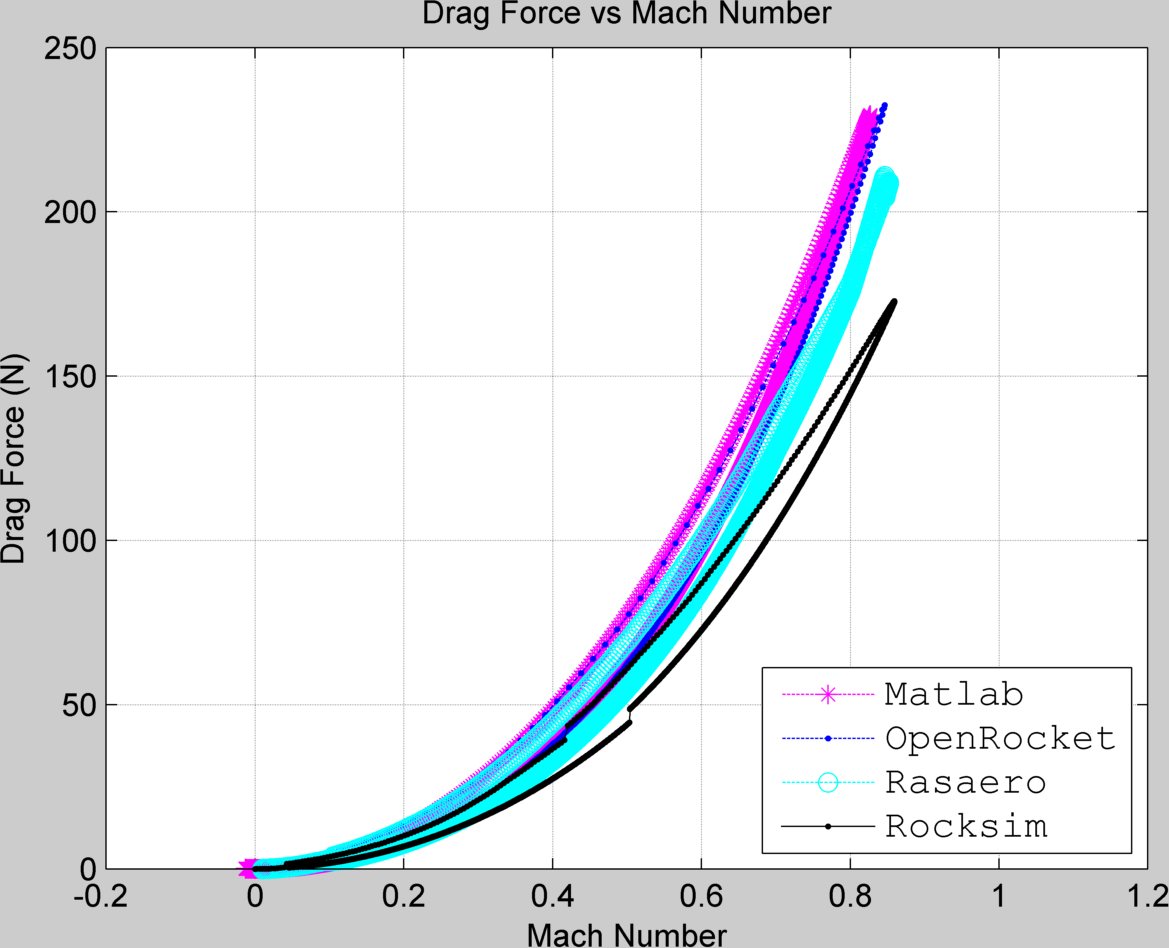 Drag Force vs Mach Number
250
200
150
100
50
0
Drag Force (N)
-0.2 0 0.2 0.4 0.6 0.8 1 1.2
Mach Number
Matlab
OpenRocket
Rasaero
Rocksim